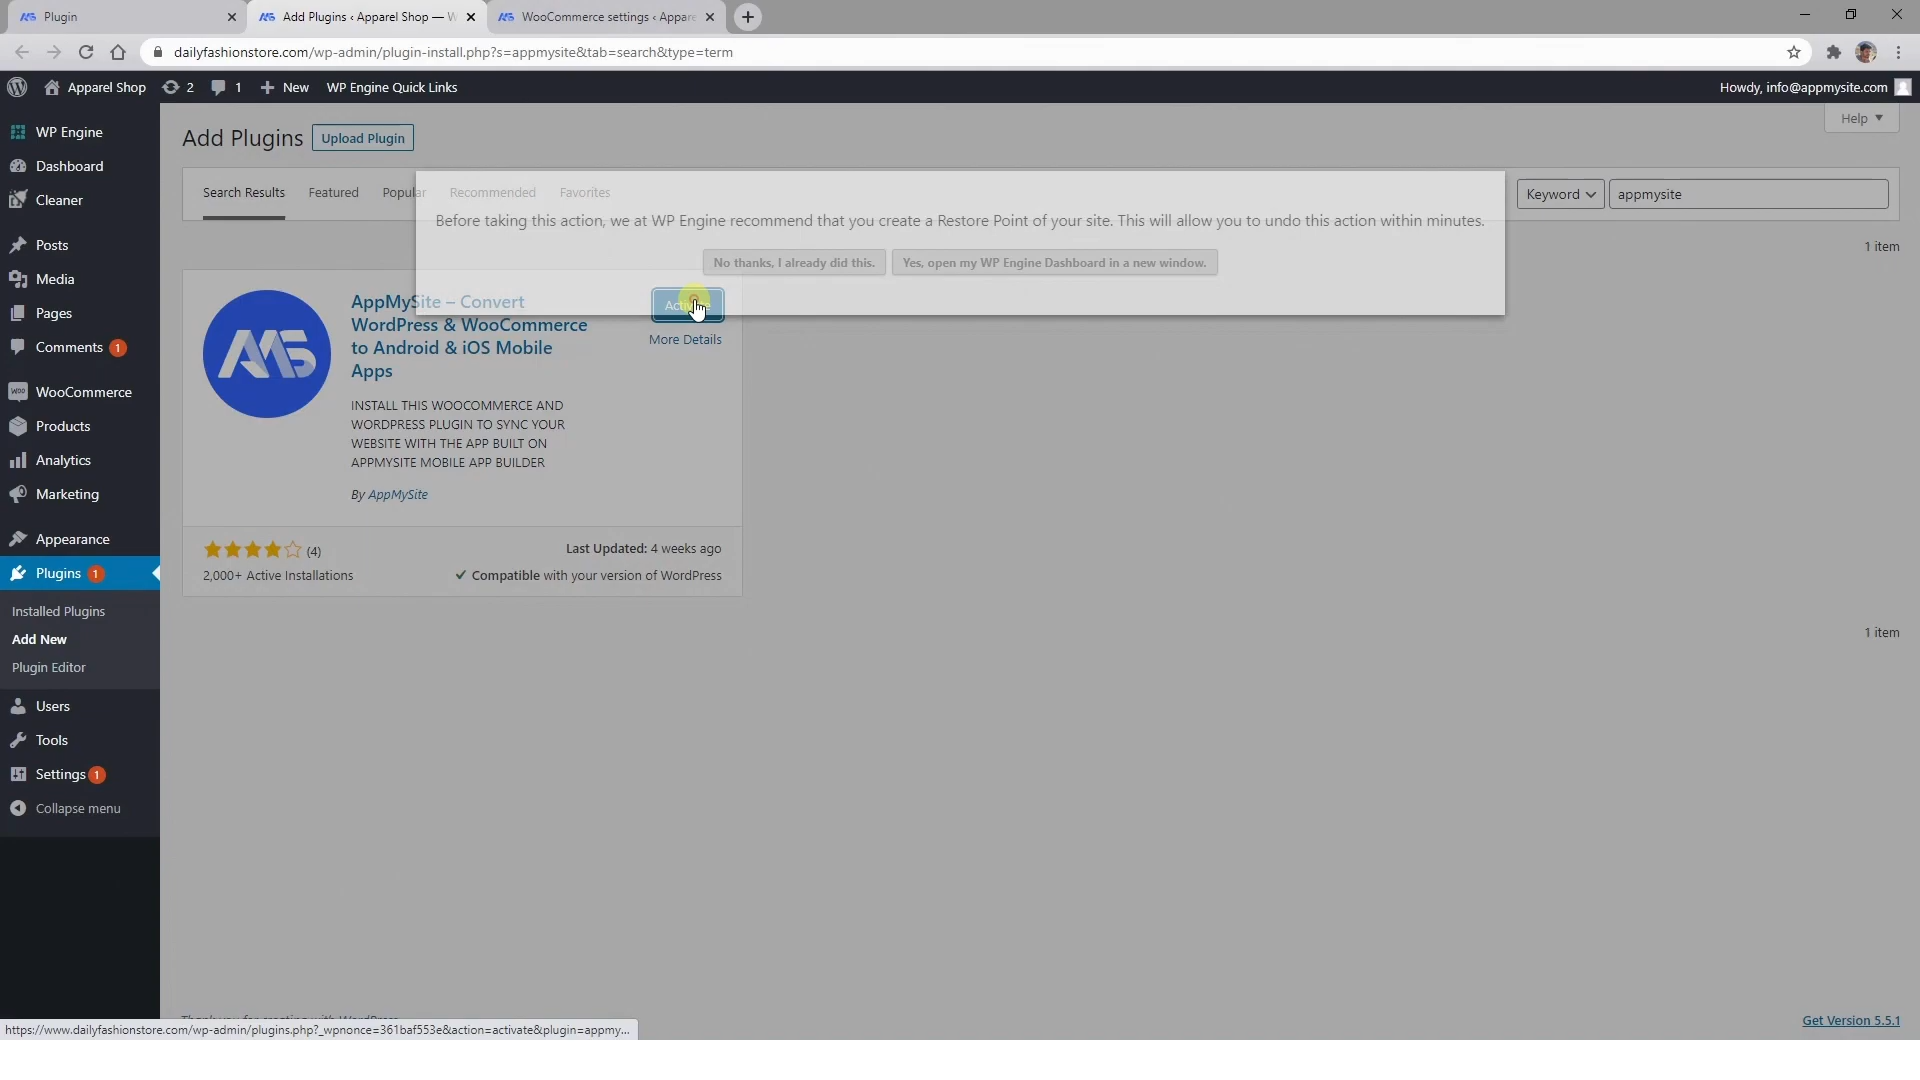 Plugin
Add Plugins ‹ Apparel Shop — W
WooCommerce settings ‹ Appare
dailyfashionstore.com/wp-admin/plugin-install.php?s=appmysite&tab=search&type=term
Apparel Shop
2
1
New
WP Engine Quick Links
Howdy, info@appmysite.com
WP Engine
Dashboard
Cleaner
Posts
Media
Pages
Comments 1
WooCommerce
Products
Analytics
Marketing
Appearance
Plugins 1
Installed Plugins
Add New
Plugin Editor
Users
Tools
Settings 1
Collapse menu
Help
Add Plugins
Upload Plugin
Search Results
Featured
Popular
Recommended
Favorites
Keyword
appmysite
Before taking this action, we at WP Engine recommend that you create a Restore Point of your site. This will allow you to undo this action within minutes.
No thanks, I already did this.
Yes, open my WP Engine Dashboard in a new window.
1 item
AppMySite – Convert
WordPress & WooCommerce
to Android & iOS Mobile
Apps
Activate
More Details
INSTALL THIS WOOCOMMERCE AND
WORDPRESS PLUGIN TO SYNC YOUR
WEBSITE WITH THE APP BUILT ON
APPMYSITE MOBILE APP BUILDER
By AppMySite
(4)
Last Updated: 4 weeks ago
2,000+ Active Installations
Compatible with your version of WordPress
1 item
Get Version 5.5.1
https://www.dailyfashionstore.com/wp-admin/plugins.php?_wpnonce=361baf553e&action=activate&plugin=appmy...